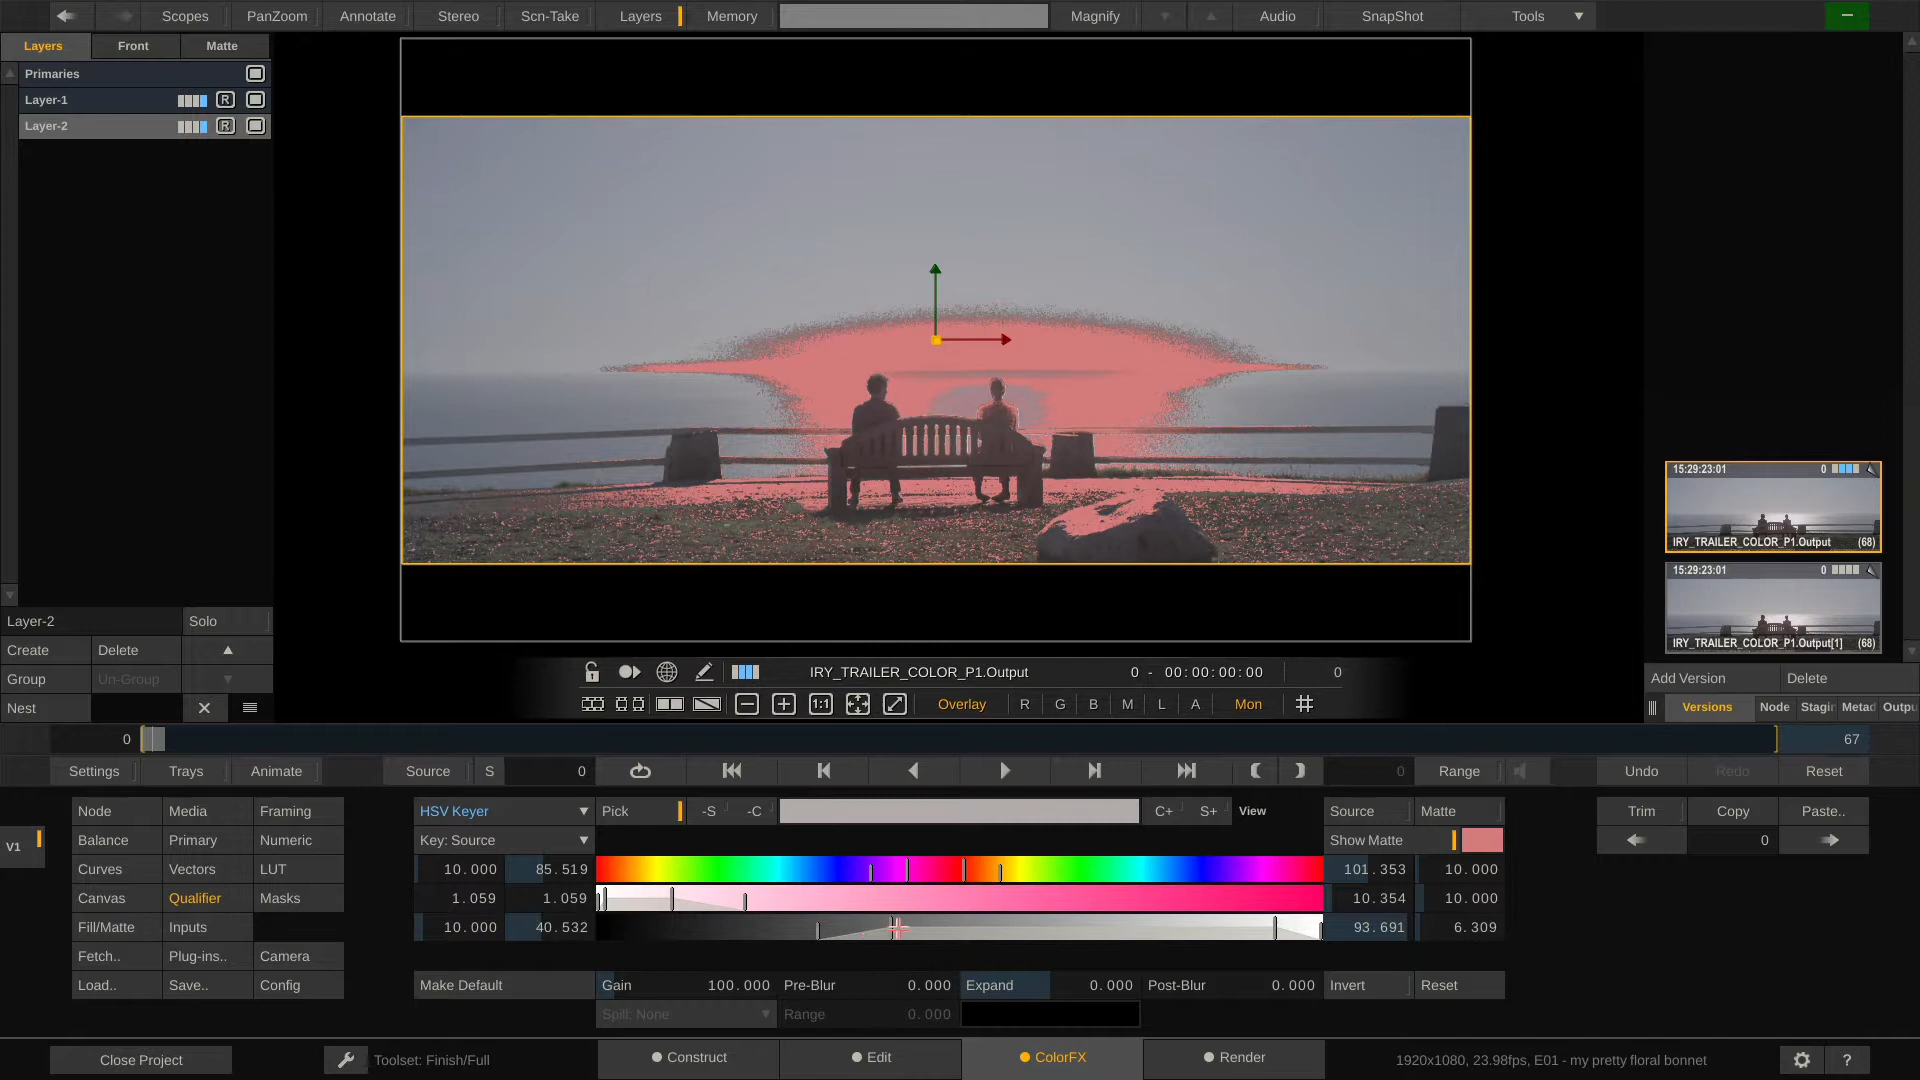 Scopes PanZoom Annotate Stereo Scn-Take Layers Memory Magnify Audio SnapShot Tools
Layers Front Matte
Primaries
Layer-1 R
Layer-2 R
15:29:23:01 0
IRY_TRAILER_COLOR_P1.Output (68)
15:29:23:01 0
IRY_TRAILER_COLOR_P1.Output[1] (68)
Layer-2 Solo
Create Delete
Group Un-Group
Nest
IRY_TRAILER_COLOR_P1.Output 0 - 00:00:00:00 0
1:1 Overlay R G B M L A Mon
Add Version Delete
Versions Node Stagin Metad Outpu
0 67
Settings Trays Animate Source S 0 0 Range Undo Redo Reset
Node Media Framing HSV Keyer Pick -S -C C+ S+ View Source Matte Trim Copy Paste..
V1 Balance Primary Numeric Key: Source Show Matte 0
Curves Vectors LUT 10.000 85.519 101.353 10.000
Canvas Qualifier Masks 1.059 1.059 10.354 10.000
Fill/Matte Inputs 10.000 40.532 93.691 6.309
Fetch.. Plug-ins.. Camera
Load.. Save.. Config Make Default Gain 100.000 Pre-Blur 0.000 Expand 0.000 Post-Blur 0.000 Invert Reset
Spill: None Range 0.000
Close Project Toolset: Finish/Full Construct Edit ColorFX Render 1920x1080, 23.98fps, E01 - my pretty floral bonnet ?